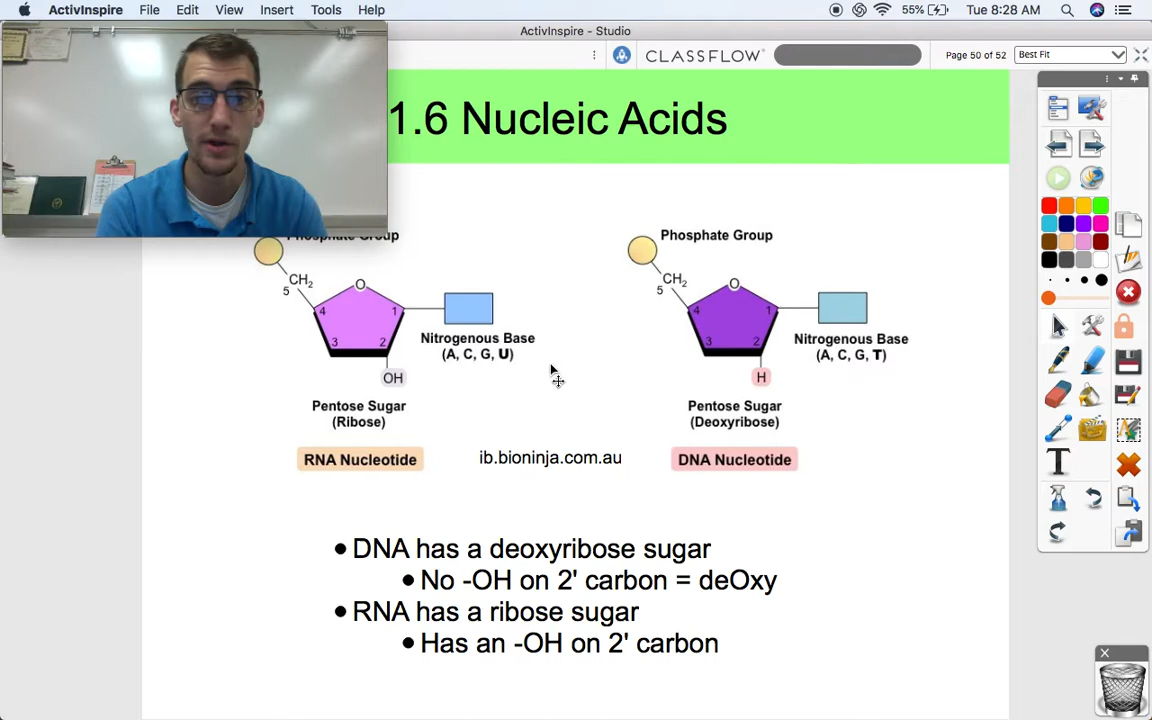 ActivInspire File Edit View Insert Tools Help 55% Tue 8:28 AM
ActivInspire - Studio
CLASSFLOW Page 50 of 52 Best Fit
1.6 Nucleic Acids
Phosphate Group Phosphate Group
CH2 O CH2 O
5 4 1 5 4 1
3 2 3 2
Nitrogenous Base Nitrogenous Base
(A, C, G, U) (A, C, G, T)
OH H
Pentose Sugar Pentose Sugar
(Ribose) (Deoxyribose)
RNA Nucleotide ib.bioninja.com.au DNA Nucleotide
• DNA has a deoxyribose sugar
• No -OH on 2' carbon = deOxy
• RNA has a ribose sugar
• Has an -OH on 2' carbon
T